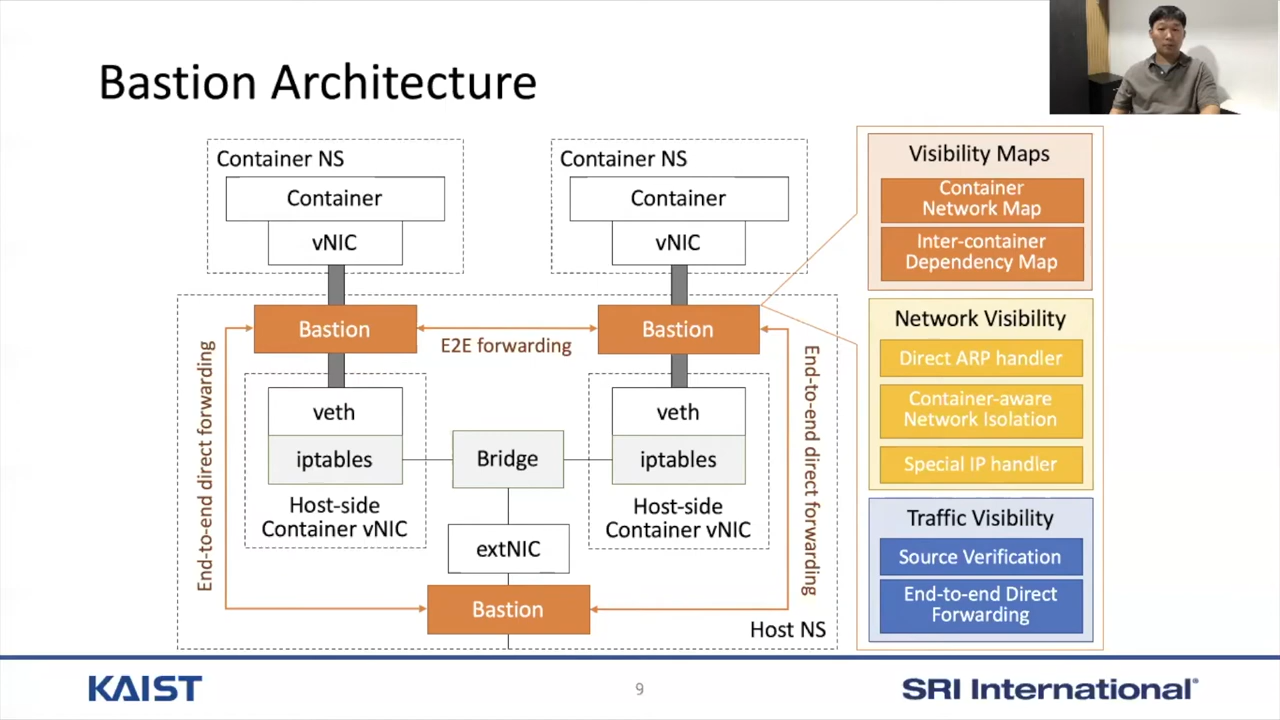 Bastion Architecture
Container NS
Container
vNIC
Container NS
Container
vNIC
Bastion
E2E forwarding
Bastion
End-to-end direct forwarding
End-to-end direct forwarding
veth
iptables
Host-side
Container vNIC
Bridge
veth
iptables
Host-side
Container vNIC
extNIC
Bastion
Host NS
Visibility Maps
Container
Network Map
Inter-container
Dependency Map
Network Visibility
Direct ARP handler
Container-aware
Network Isolation
Special IP handler
Traffic Visibility
Source Verification
End-to-end Direct
Forwarding
KAIST
9
SRI International®